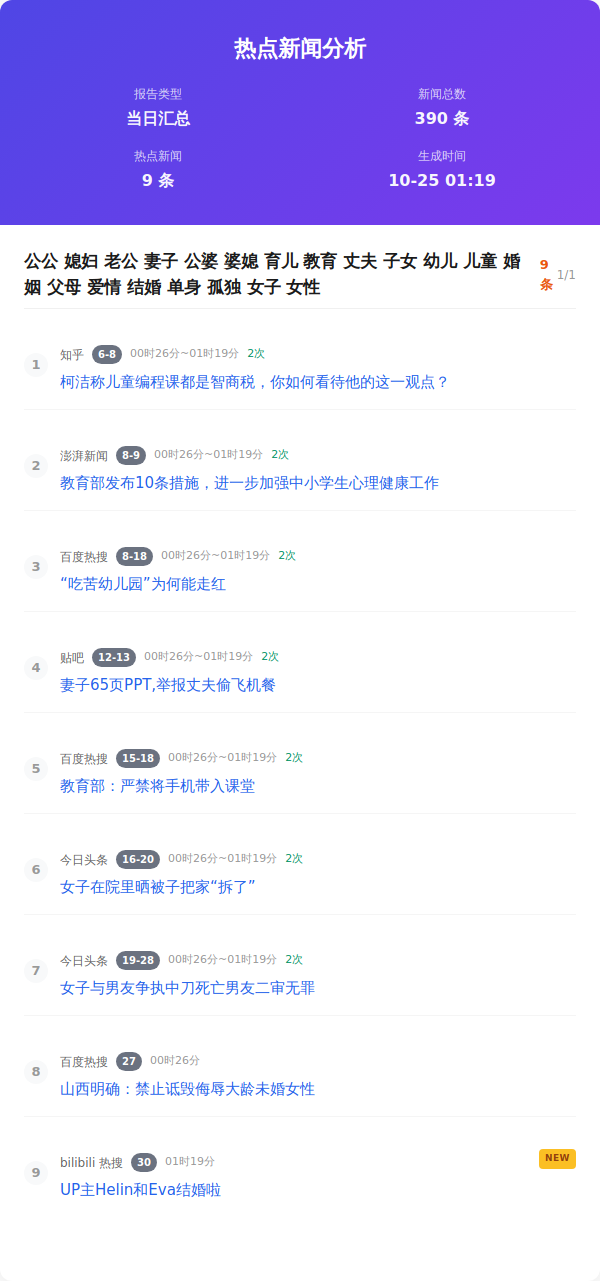 热点新闻分析
报告类型
新闻总数
当日汇总
390 条
热点新闻
生成时间
9 条
10-25 01:19
公公 媳妇 老公 妻子 公婆 婆媳 育儿 教育 丈夫 子女 幼儿 儿童 婚
姻 父母 爱情 结婚 单身 孤独 女子 女性
9
条 1/1
1
知乎 6-8 00时26分~01时19分 2次
柯洁称儿童编程课都是智商税，你如何看待他的这一观点？
2
澎湃新闻 8-9 00时26分~01时19分 2次
教育部发布10条措施，进一步加强中小学生心理健康工作
3
百度热搜 8-18 00时26分~01时19分 2次
“吃苦幼儿园”为何能走红
4
贴吧 12-13 00时26分~01时19分 2次
妻子65页PPT,举报丈夫偷飞机餐
5
百度热搜 15-18 00时26分~01时19分 2次
教育部：严禁将手机带入课堂
6
今日头条 16-20 00时26分~01时19分 2次
女子在院里晒被子把家“拆了”
7
今日头条 19-28 00时26分~01时19分 2次
女子与男友争执中刀死亡男友二审无罪
8
百度热搜 27 00时26分
山西明确：禁止诋毁侮辱大龄未婚女性
9
bilibili 热搜 30 01时19分 NEW
UP主Helin和Eva结婚啦